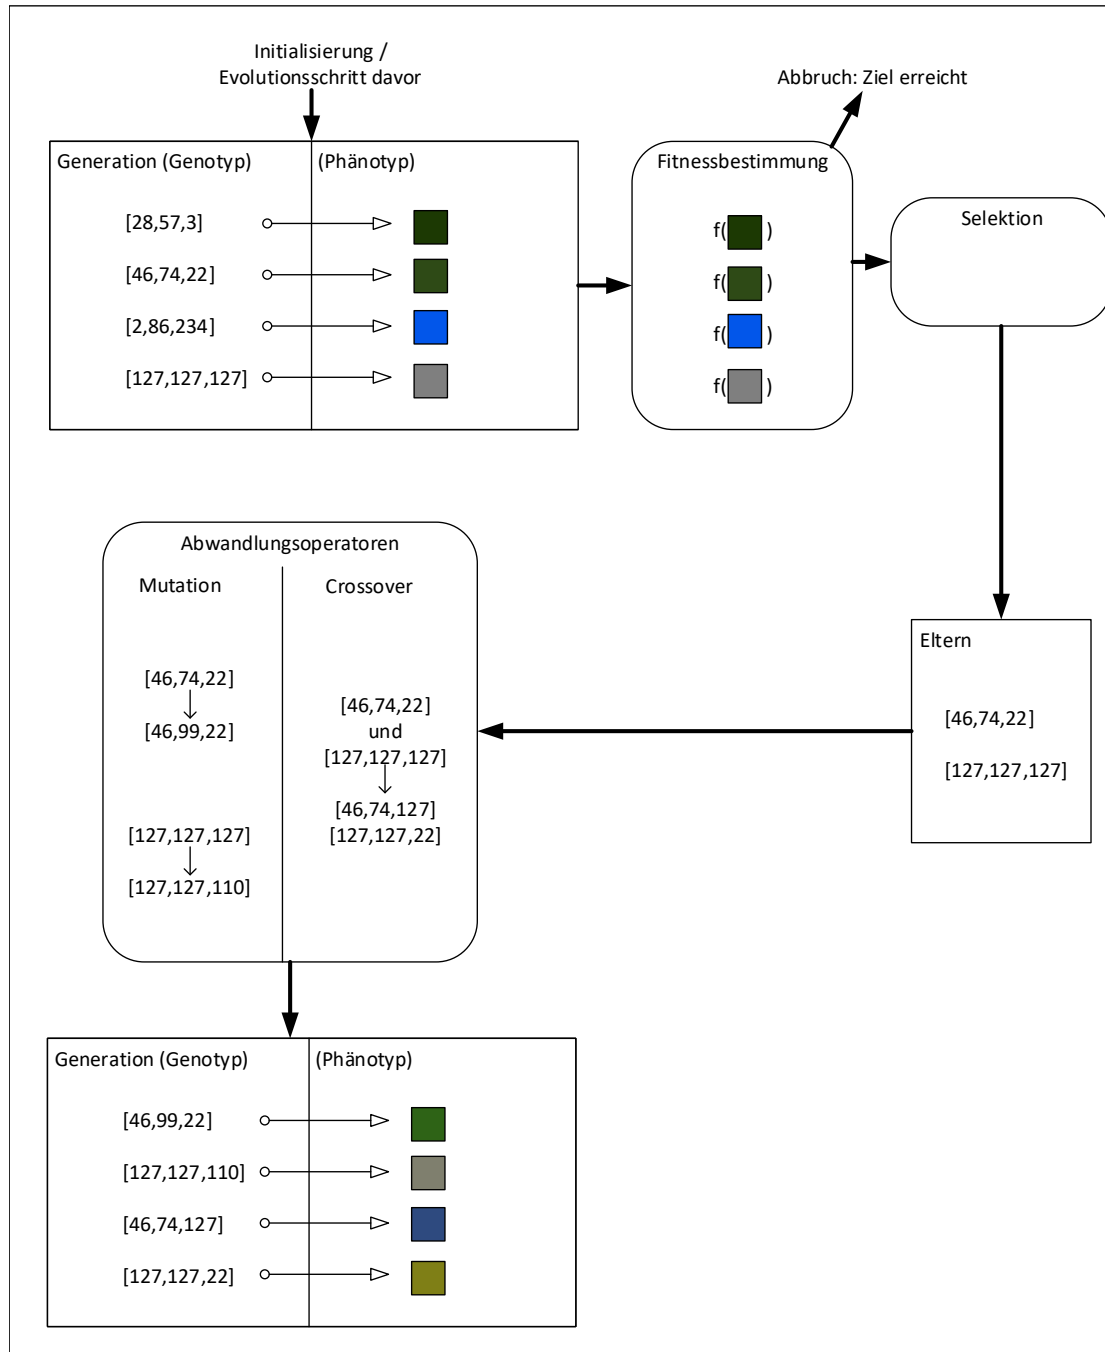 Initialisierung /
Evolutionsschritt davor
Abbruch: Ziel erreicht
Generation (Genotyp)
(Phänotyp)
[28,57,3]
[46,74,22]
[2,86,234]
[127,127,127]
Fitnessbestimmung
f( )
f( )
f( )
f( )
Selektion
Eltern
[46,74,22]
[127,127,127]
Abwandlungsoperatoren
Mutation
[46,74,22]
[46,99,22]
[127,127,127]
[127,127,110]
Crossover
[46,74,22]
und
[127,127,127]
[46,74,127]
[127,127,22]
Generation (Genotyp)
(Phänotyp)
[46,99,22]
[127,127,110]
[46,74,127]
[127,127,22]